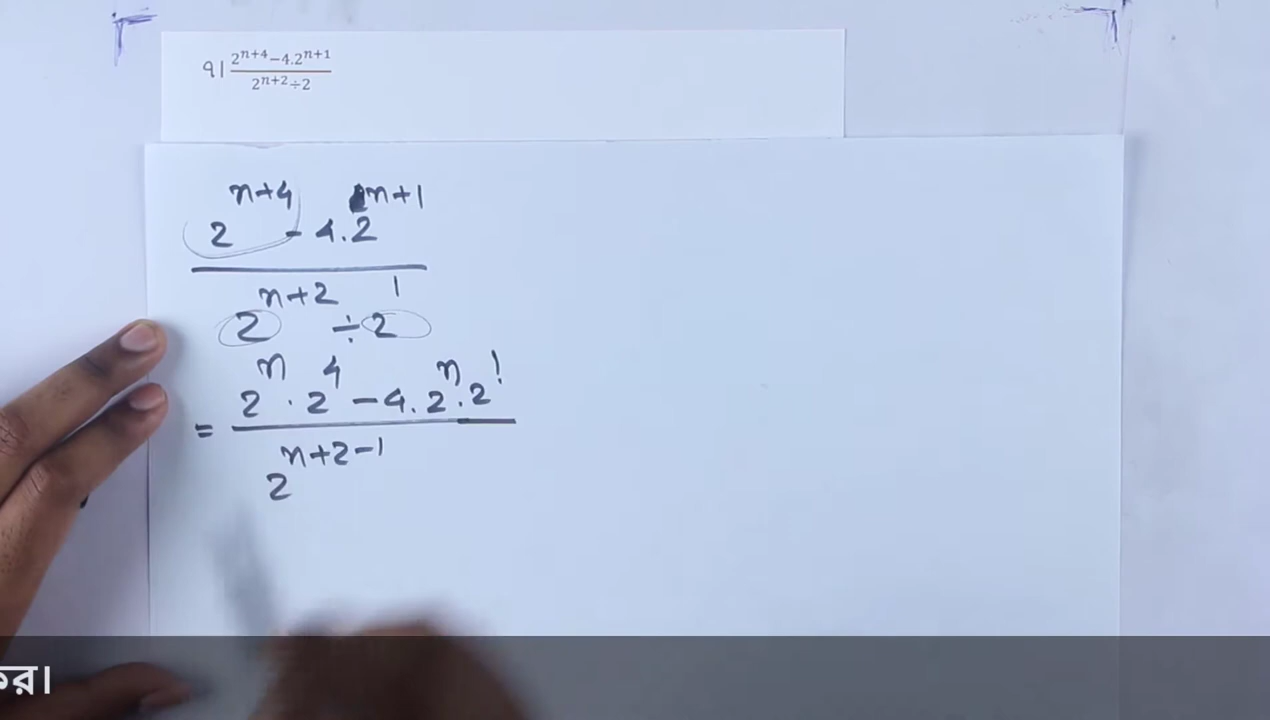 ৭। (2^{n+4} – 4.2^{n+1}) / (2^{n+2} ÷ 2)
2^{n+4} - 4.2^{n+1}
2^{n+2} ÷ 2^{1}
= 2^{n} . 2^{4} - 4.2^{n}.2^{1}
2^{n+2-1}
কর।